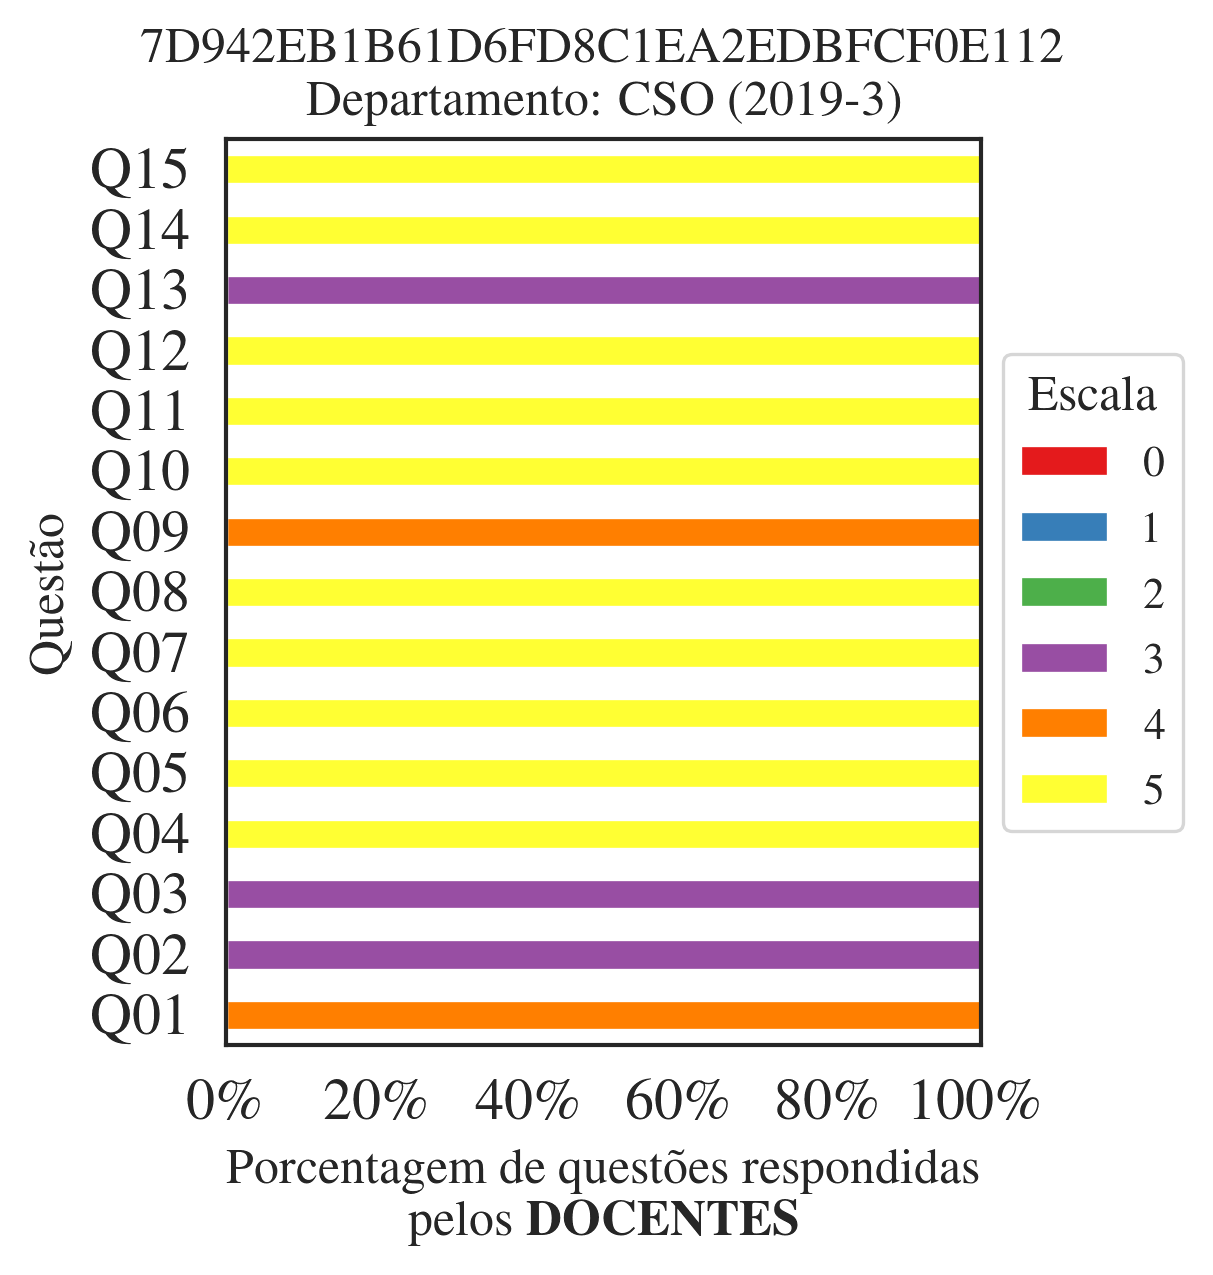 7D942EB1B61D6FD8C1EA2EDBFCF0E112
Departamento: CSO (2019-3)
Questão
Q15
Q14
Q13
Q12
Q11
Q10
Q09
Q08
Q07
Q06
Q05
Q04
Q03
Q02
Q01
Escala
0
1
2
3
4
5
0% 20% 40% 60% 80% 100%
Porcentagem de questões respondidas
pelos DOCENTES